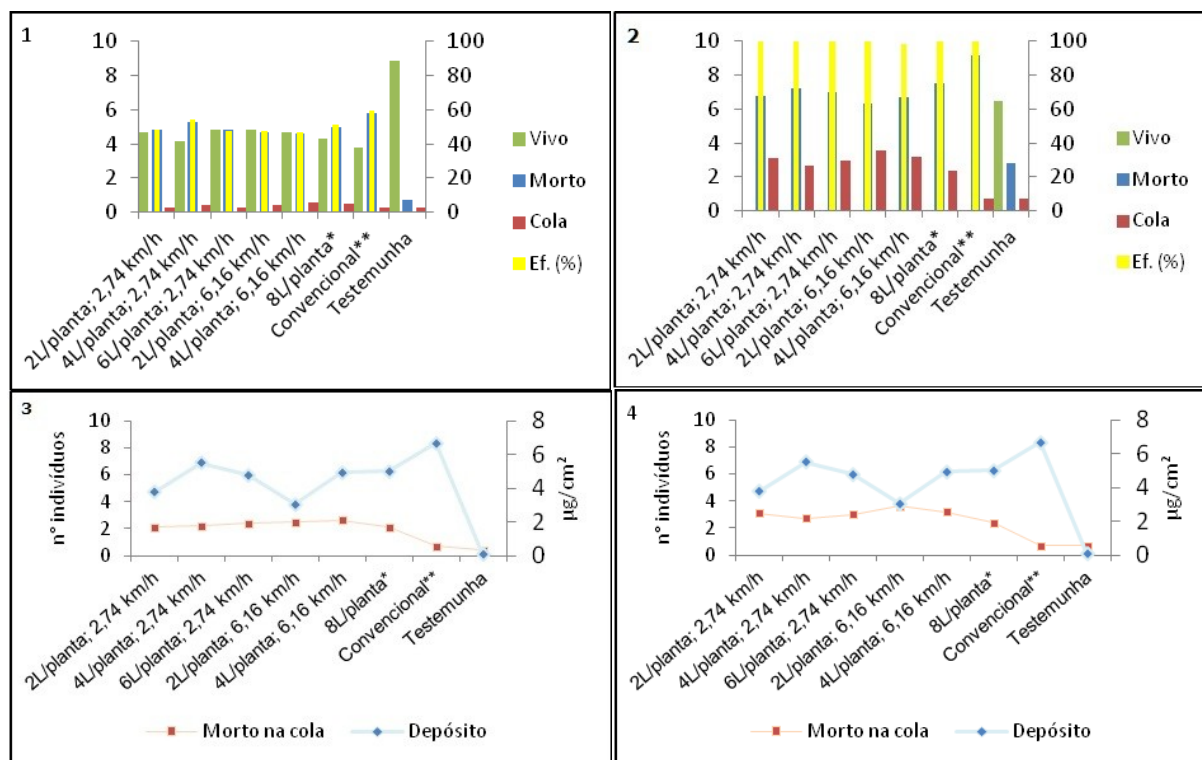 1
10
8
6
4
2
0
100
80
60
40
20
0
Vivo
Morto
Cola
Ef. (%)
2L/planta; 2,74 km/h
4L/planta; 2,74 km/h
6L/planta; 2,74 km/h
2L/planta; 6,16 km/h
4L/planta; 6,16 km/h
8L/planta*
Convencional**
Testemunha
2
10
8
6
4
2
0
100
80
60
40
20
0
Vivo
Morto
Cola
Ef. (%)
2L/planta; 2,74 km/h
4L/planta; 2,74 km/h
6L/planta; 2,74 km/h
2L/planta; 6,16 km/h
4L/planta; 6,16 km/h
8L/planta*
Convencional**
Testemunha
3
n° indivíduos
10
8
6
4
2
0
8
6
4
2
0
µg/cm²
2L/planta; 2,74 km/h
4L/planta; 2,74 km/h
6L/planta; 2,74 km/h
2L/planta; 6,16 km/h
4L/planta; 6,16 km/h
8L/planta*
Convencional**
Testemunha
Morto na cola
Depósito
4
n° indivíduos
10
8
6
4
2
0
8
6
4
2
0
µg/cm²
2L/planta; 2,74 km/h
4L/planta; 2,74 km/h
6L/planta; 2,74 km/h
2L/planta; 6,16 km/h
4L/planta; 6,16 km/h
8L/planta*
Convencional**
Testemunha
Morto na cola
Depósito